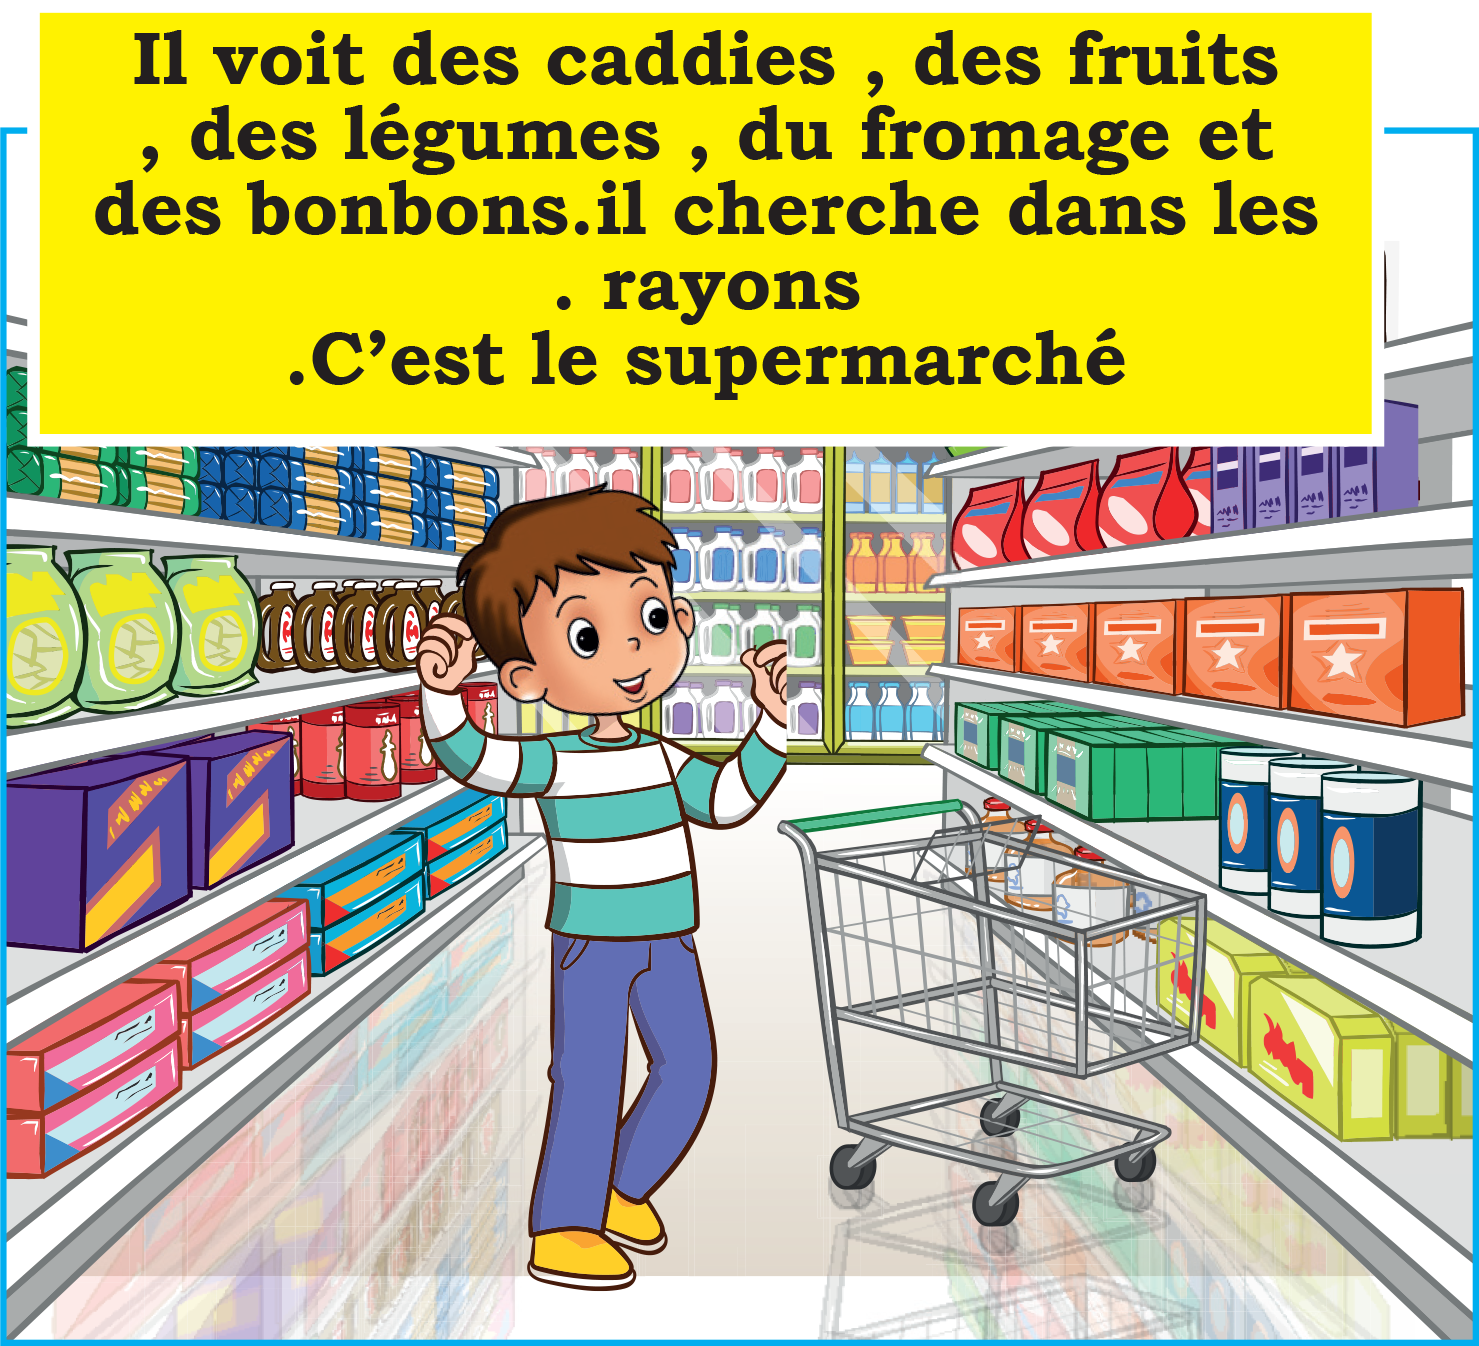 Il voit des caddies , des fruits
, des légumes , du fromage et
des bonbons.il cherche dans les
. rayons
.C’est le supermarché